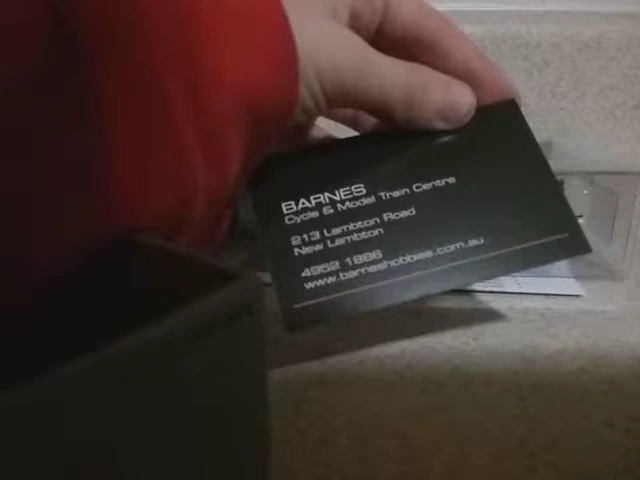 BARNES
Cycle & Model Train Centre
213 Lambton Road
New Lambton
4952 1886
www.barneshobbies.com.au